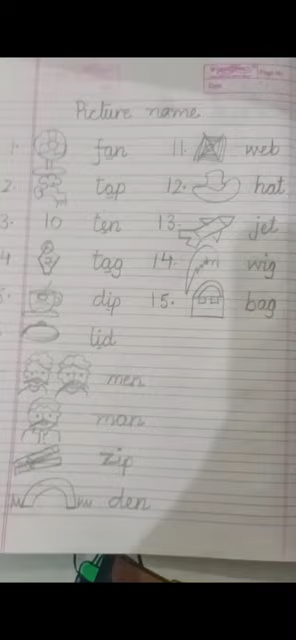 Picture name
1. fan 11. web
2. tap 12. hat
3. 10 ten 13. jet
4 tag 14. wig
5. dip 15. bag
lid
men
man
zip
den